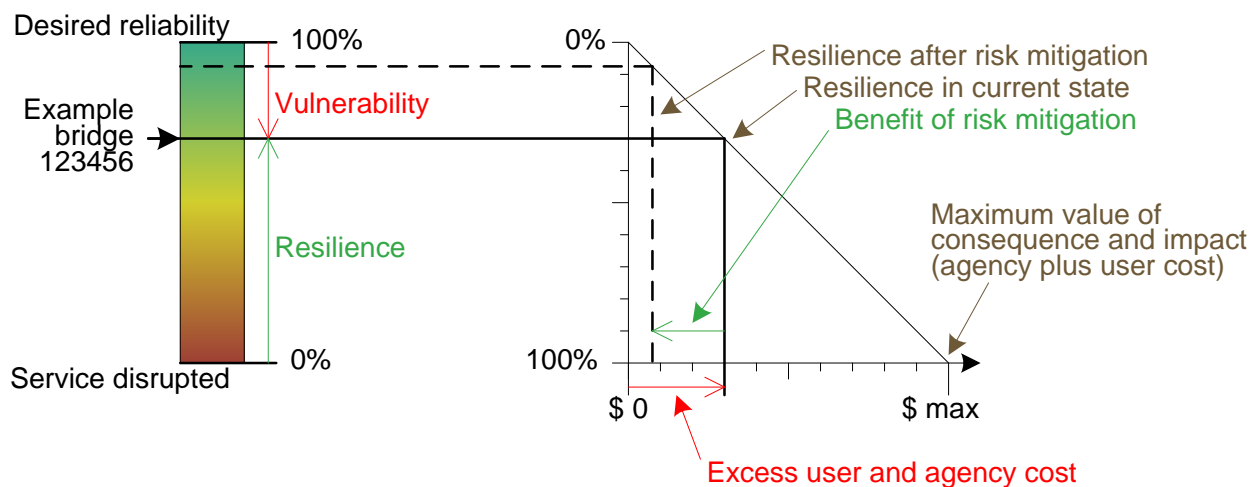 Desired reliability
100%
Vulnerability
Example
bridge
123456
Resilience
0%
Service disrupted
0%
Resilience after risk mitigation
Resilience in current state
Benefit of risk mitigation
Maximum value of
consequence and impact
(agency plus user cost)
100%
$ 0
$ max
Excess user and agency cost